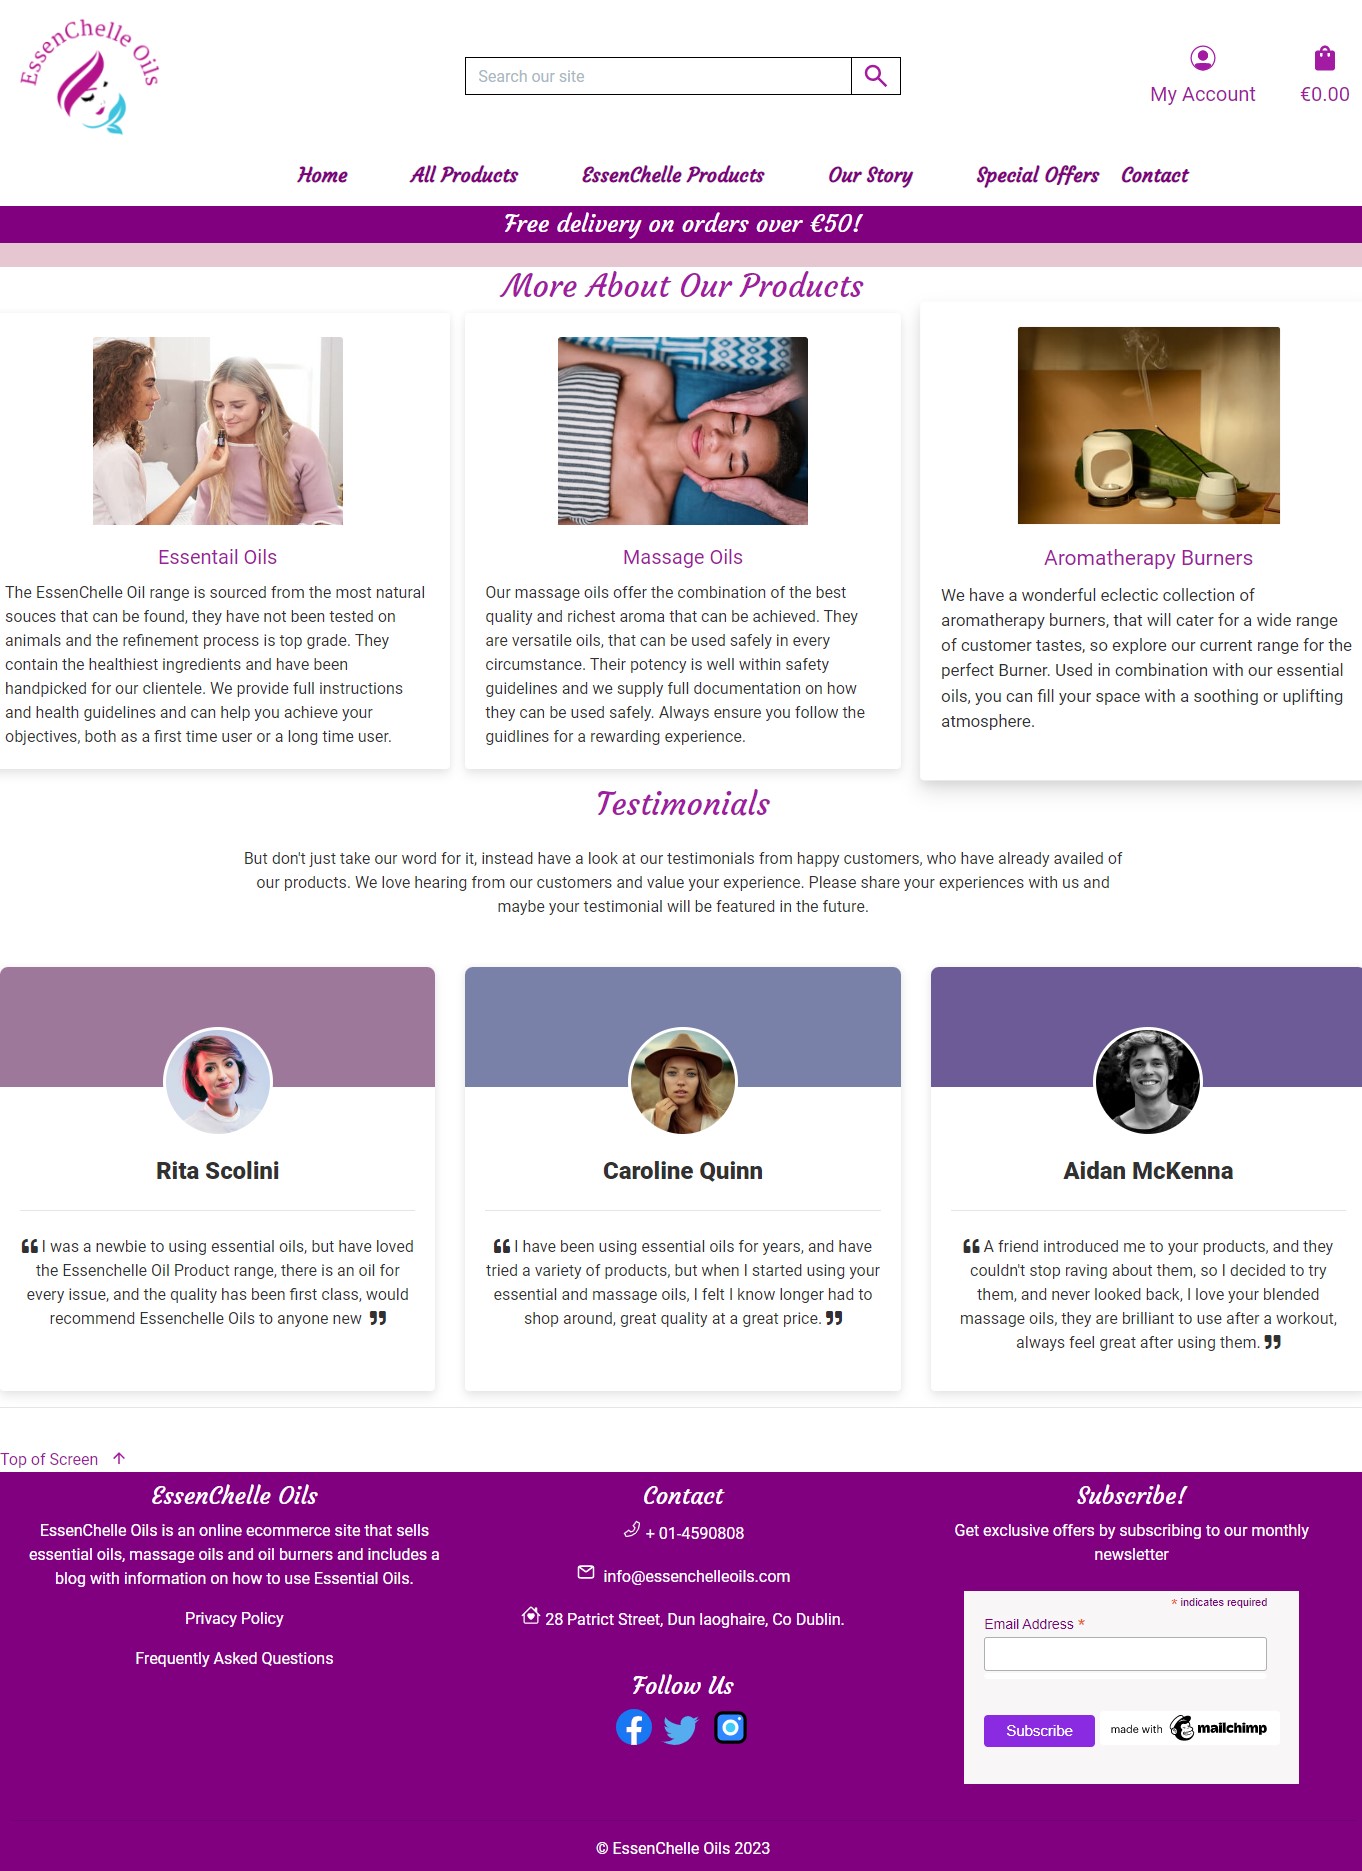 EssenChelle Oils
Search our site
My Account
€0.00
Home All Products EssenChelle Products Our Story Special Offers Contact
Free delivery on orders over €50!
More About Our Products
Essentail Oils
The EssenChelle Oil range is sourced from the most natural
souces that can be found, they have not been tested on
animals and the refinement process is top grade. They
contain the healthiest ingredients and have been
handpicked for our clientele. We provide full instructions
and health guidelines and can help you achieve your
objectives, both as a first time user or a long time user.
Massage Oils
Our massage oils offer the combination of the best
quality and richest aroma that can be achieved. They
are versatile oils, that can be used safely in every
circumstance. Their potency is well within safety
guidelines and we supply full documentation on how
they can be used safely. Always ensure you follow the
guidlines for a rewarding experience.
Aromatherapy Burners
We have a wonderful eclectic collection of
aromatherapy burners, that will cater for a wide range
of customer tastes, so explore our current range for the
perfect Burner. Used in combination with our essential
oils, you can fill your space with a soothing or uplifting
atmosphere.
Testimonials
But don't just take our word for it, instead have a look at our testimonials from happy customers, who have already availed of
our products. We love hearing from our customers and value your experience. Please share your experiences with us and
maybe your testimonial will be featured in the future.
Rita Scolini
“ I was a newbie to using essential oils, but have loved
the Essenchelle Oil Product range, there is an oil for
every issue, and the quality has been first class, would
recommend Essenchelle Oils to anyone new ”
Caroline Quinn
“ I have been using essential oils for years, and have
tried a variety of products, but when I started using your
essential and massage oils, I felt I know longer had to
shop around, great quality at a great price. ”
Aidan McKenna
“ A friend introduced me to your products, and they
couldn't stop raving about them, so I decided to try
them, and never looked back, I love your blended
massage oils, they are brilliant to use after a workout,
always feel great after using them. ”
Top of Screen
EssenChelle Oils
EssenChelle Oils is an online ecommerce site that sells
essential oils, massage oils and oil burners and includes a
blog with information on how to use Essential Oils.
Privacy Policy
Frequently Asked Questions
Contact
+ 01-4590808
info@essenchelleoils.com
28 Patrict Street, Dun laoghaire, Co Dublin.
Follow Us
Subscribe!
Get exclusive offers by subscribing to our monthly
newsletter
* indicates required
Email Address *
Subscribe
made with mailchimp
© EssenChelle Oils 2023